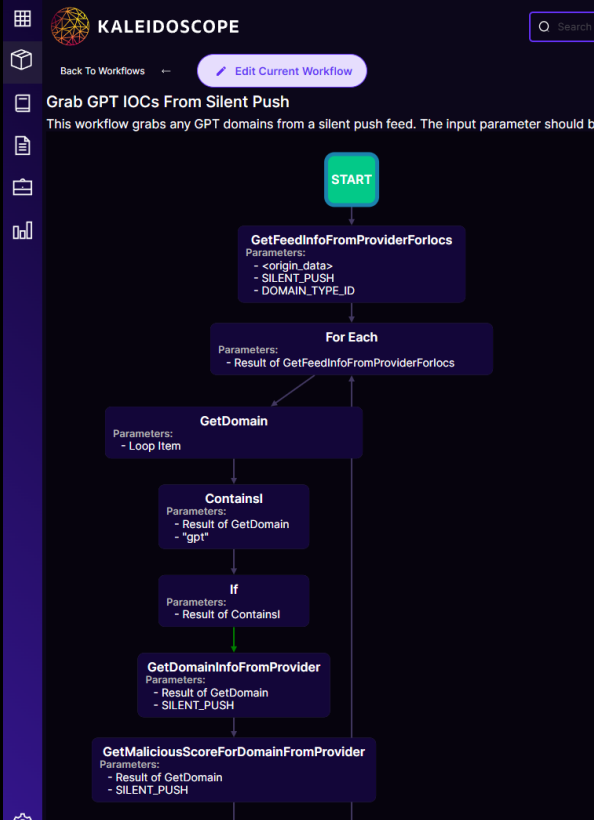 KALEIDOSCOPE
Search
Back To Workflows ←
Edit Current Workflow
Grab GPT IOCs From Silent Push
This workflow grabs any GPT domains from a silent push feed. The input parameter should b
START
GetFeedInfoFromProviderForIocs
Parameters:
- <origin_data>
- SILENT_PUSH
- DOMAIN_TYPE_ID
For Each
Parameters:
- Result of GetFeedInfoFromProviderForIocs
GetDomain
Parameters:
- Loop Item
ContainsI
Parameters:
- Result of GetDomain
- "gpt"
If
Parameters:
- Result of ContainsI
GetDomainInfoFromProvider
Parameters:
- Result of GetDomain
- SILENT_PUSH
GetMaliciousScoreForDomainFromProvider
Parameters:
- Result of GetDomain
- SILENT_PUSH